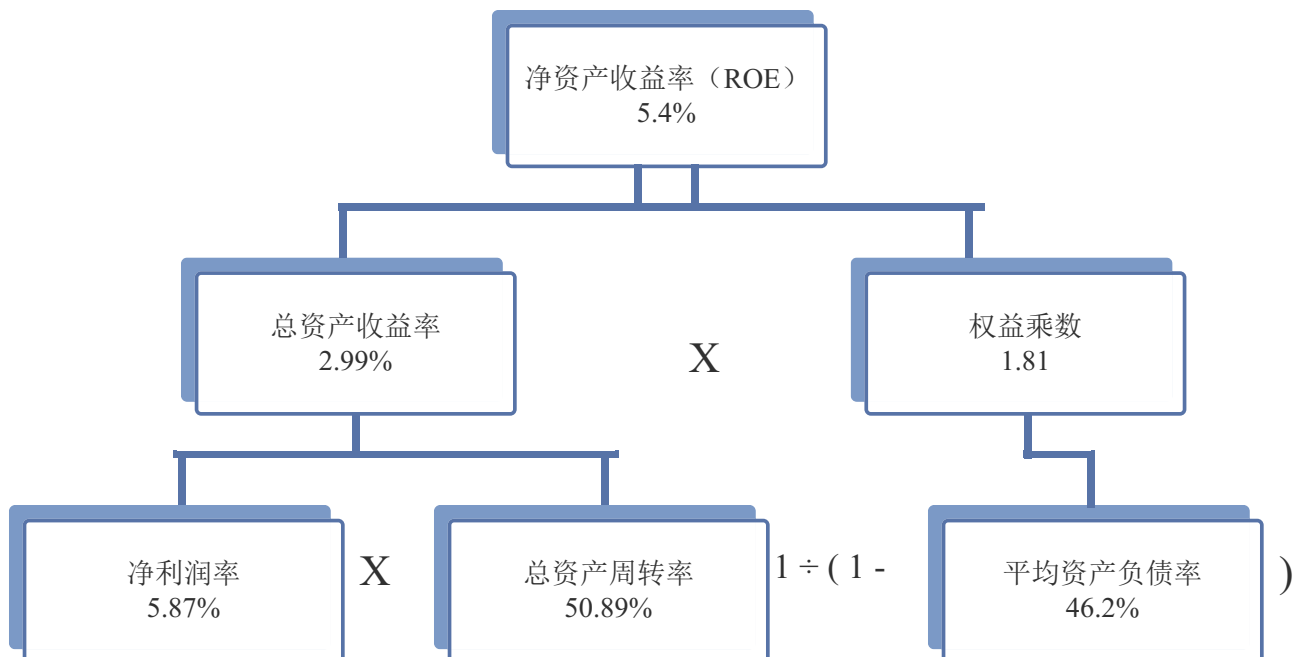 净资产收益率（ROE）
5.4%
总资产收益率
2.99%
X
权益乘数
1.81
净利润率
5.87%
X
总资产周转率
50.89%
1 ÷ ( 1 -
平均资产负债率
46.2%
)